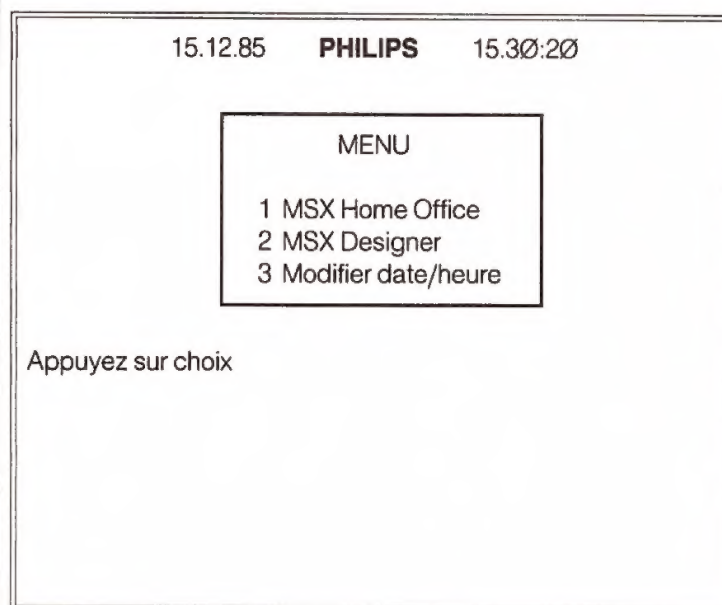 15.12.85 PHILIPS 15.3Ø:2Ø
MENU
1 MSX Home Office
2 MSX Designer
3 Modifier date/heure
Appuyez sur choix